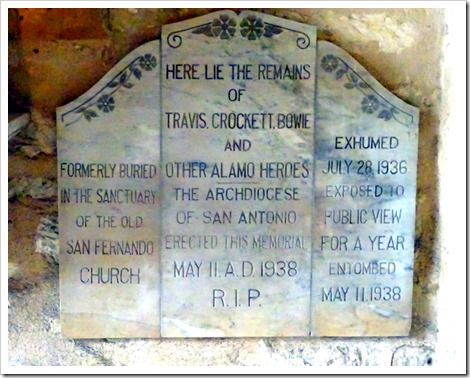 FORMERLY BURIED
IN THE SANCTUARY
OF THE OLD
SAN FERNANDO
CHURCH
HERE LIE THE REMAINS
OF
TRAVIS, CROCKETT, BOWIE
AND
OTHER ALAMO HEROES
THE ARCHDIOCESE
OF SAN ANTONIO
ERECTED THIS MEMORIAL
MAY 11. A.D. 1938
R.I.P.
EXHUMED
JULY 28, 1936
EXPOSED TO
PUBLIC VIEW
FOR A YEAR
ENTOMBED
MAY 11, 1938